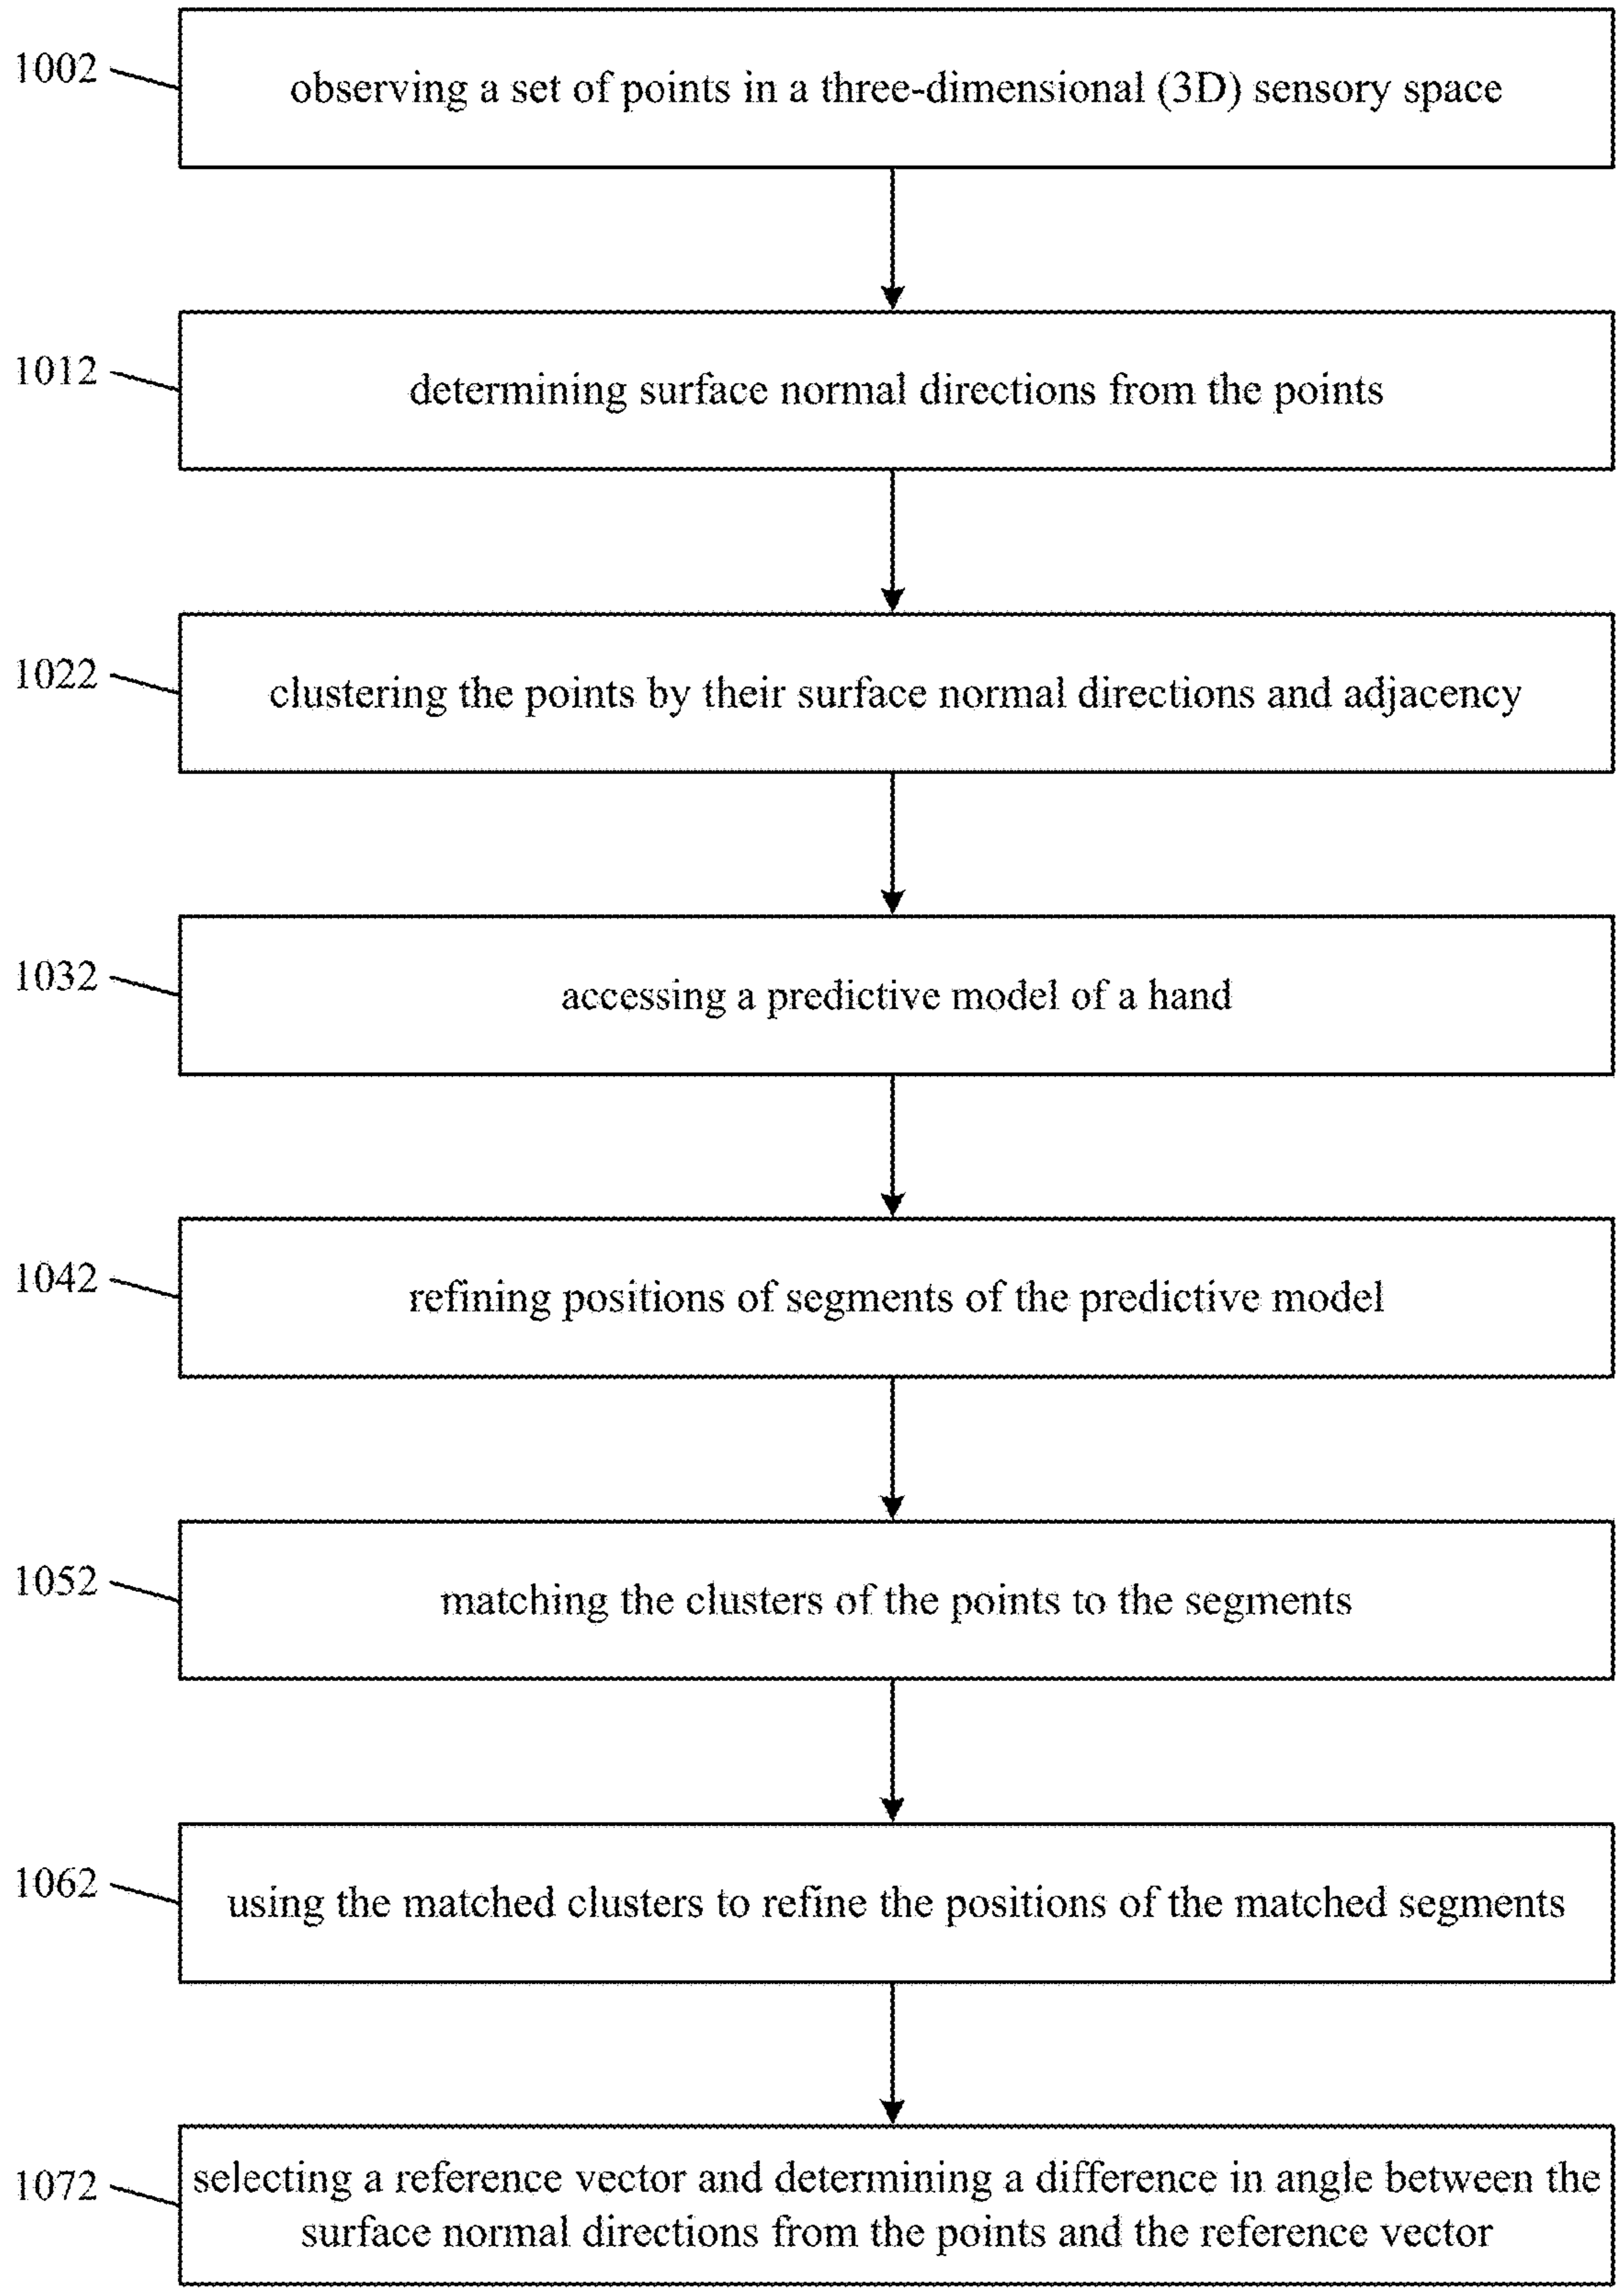 1002
observing a set of points in a three-dimensional (3D) sensory space
1012
determining surface normal directions from the points
1022
clustering the points by their surface normal directions and adjacency
1032
accessing a predictive model of a hand
1042
refining positions of segments of the predictive model
1052
matching the clusters of the points to the segments
1062
using the matched clusters to refine the positions of the matched segments
1072
selecting a reference vector and determining a difference in angle between the
surface normal directions from the points and the reference vector